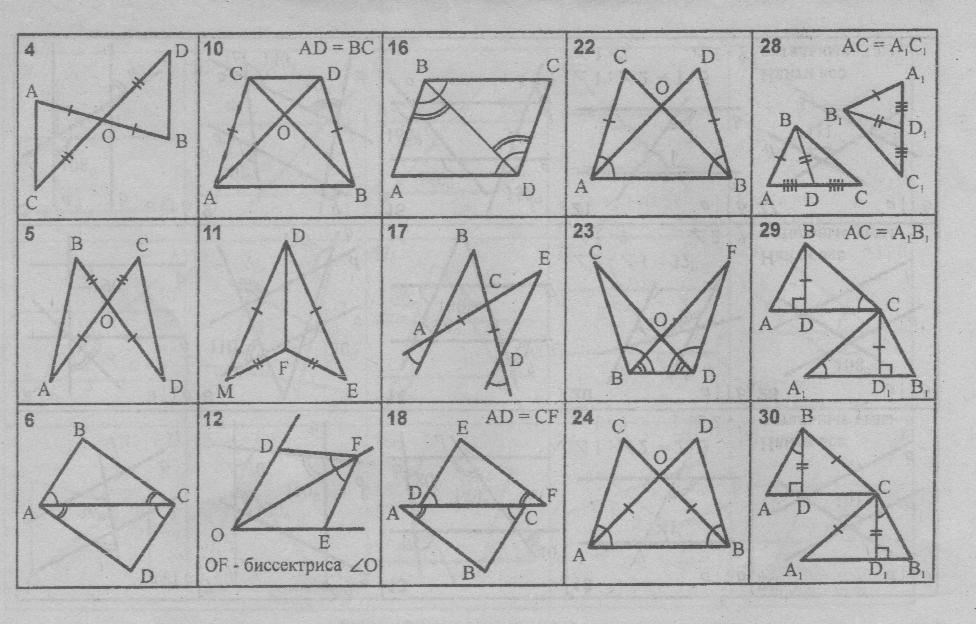 4
D
A
O
B
C
10
AD = BC
C
D
O
A
B
16
B
C
A
D
22
C
D
O
A
B
28
AC = A₁C₁
A₁
B
B₁
D₁
A
D
C
C₁
5
B
C
O
A
D
11
D
F
M
E
17
B
E
C
A
D
23
C
F
O
B
D
29
AC = A₁B₁
B
C
A
D
A₁
D₁
B₁
6
B
A
C
D
12
D
F
O
E
OF - биссектриса ∠O
18
AD = CF
E
D
F
A
C
B
24
C
D
O
A
B
30
B
C
A
D
A₁
D₁
B₁